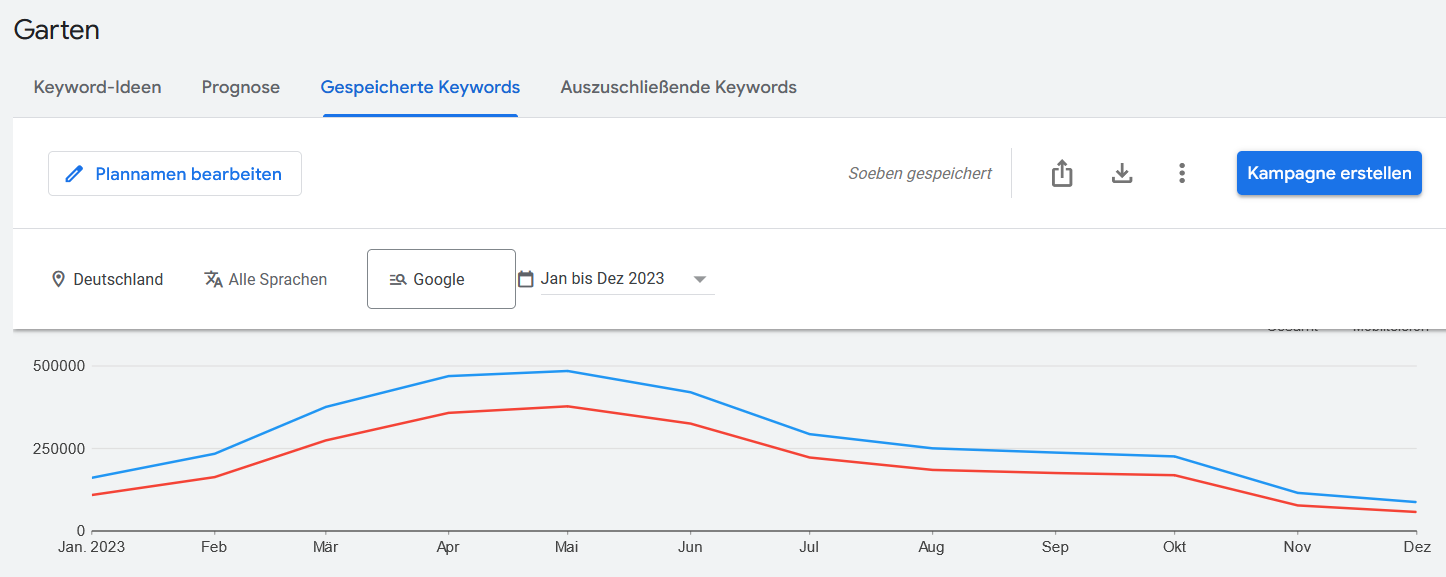 Garten
Keyword-Ideen Prognose Gespeicherte Keywords Auszuschließende Keywords
Plannamen bearbeiten Soeben gespeichert Kampagne erstellen
Deutschland Alle Sprachen Google Jan bis Dez 2023
500000
250000
0
Jan. 2023 Feb Mär Apr Mai Jun Jul Aug Sep Okt Nov Dez